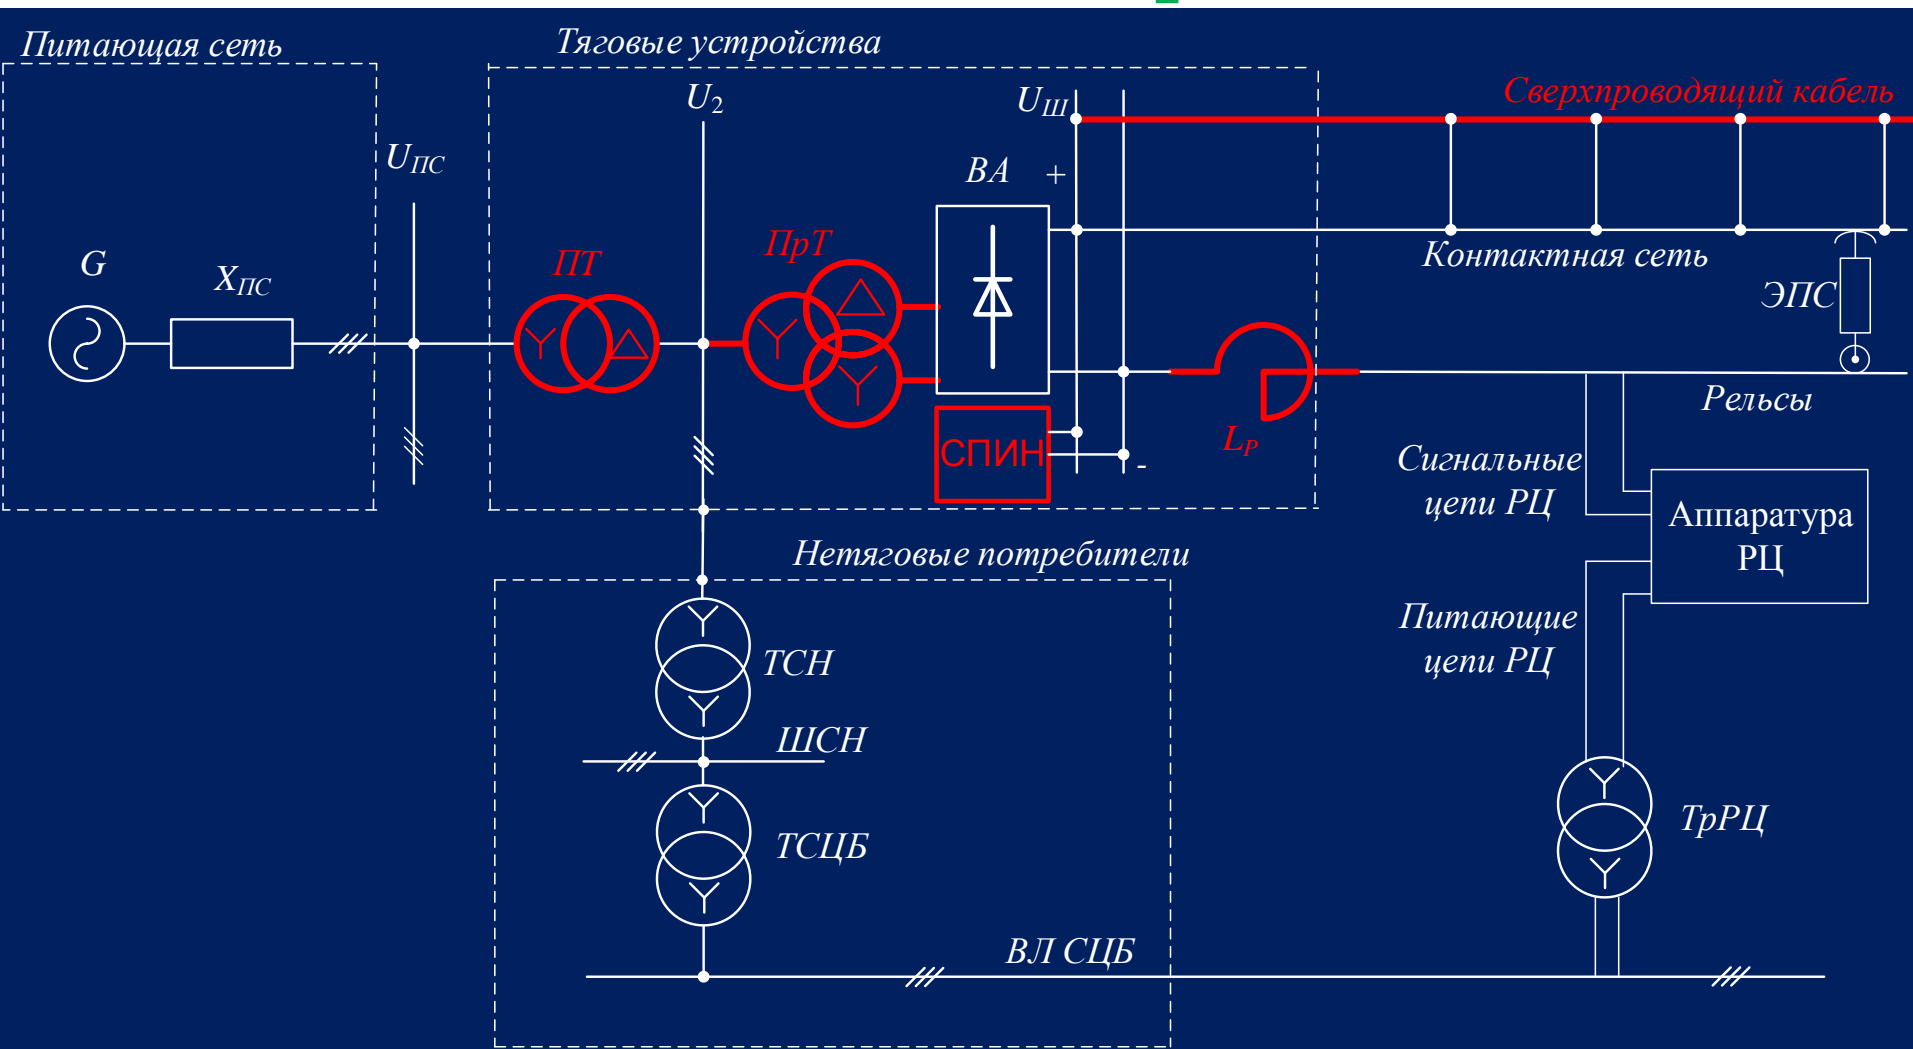 Питающая сеть
Тяговые устройства
U2
UШ
Сверхпроводящий кабель
UПС
ВА
+
G
XПС
ПТ
ПрТ
Контактная сеть
ЭПС
Рельсы
СПИН
-
LР
Сигнальные
цепи РЦ
Аппаратура
РЦ
Нетяговые потребители
Питающие
цепи РЦ
ТСН
ШСН
ТСЦБ
ТрРЦ
ВЛ СЦБ